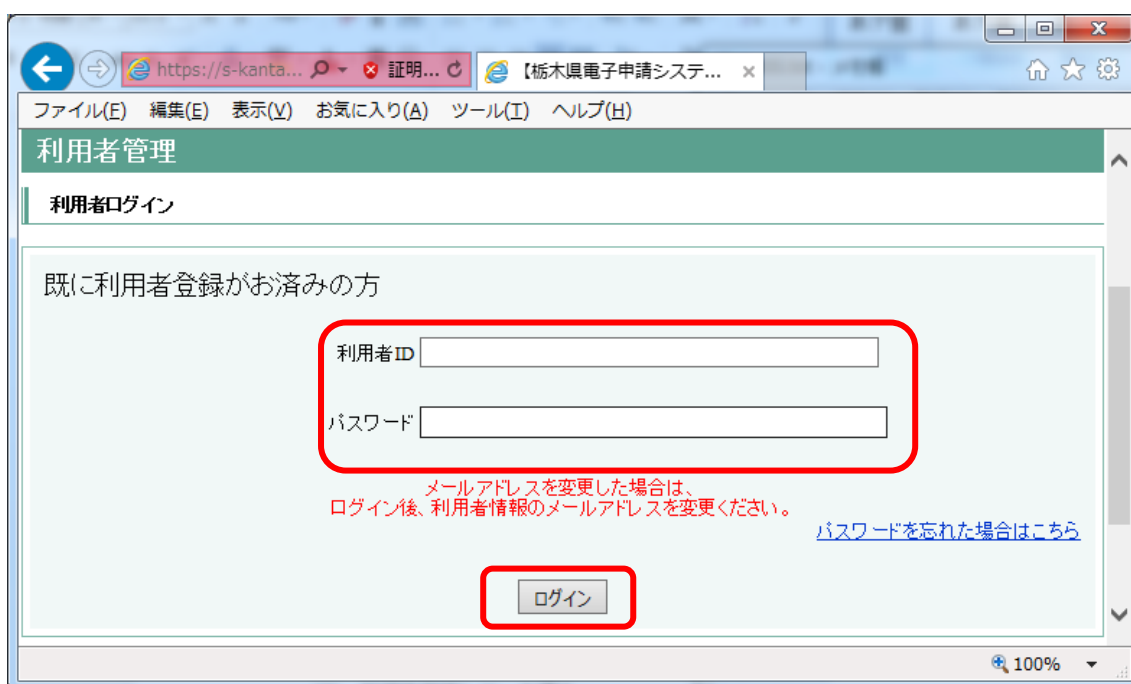 https://s-kanta... 証明... 【栃木県電子申請システ...
ファイル(F) 編集(E) 表示(V) お気に入り(A) ツール(T) ヘルプ(H)
利用者管理
利用者ログイン
既に利用者登録がお済みの方
利用者ID
パスワード
メールアドレスを変更した場合は、
ログイン後、利用者情報のメールアドレスを変更ください。
パスワードを忘れた場合はこちら
ログイン
100%